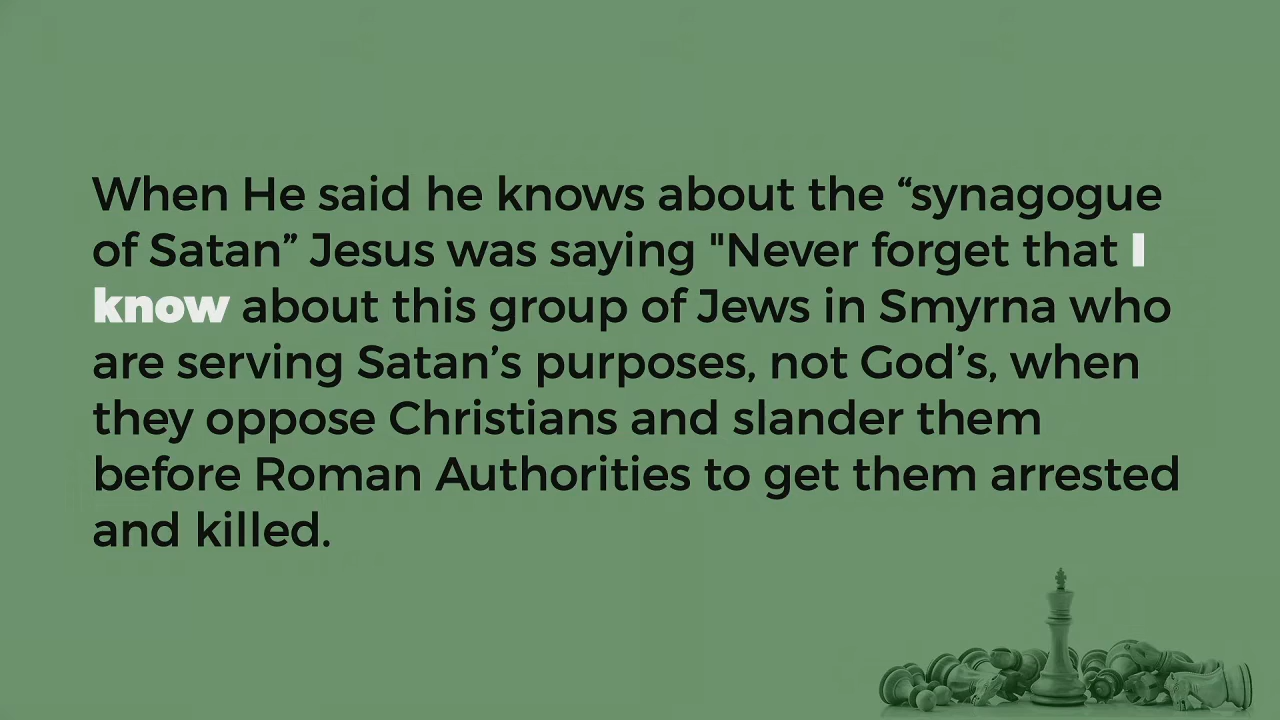 When He said he knows about the “synagogue
of Satan” Jesus was saying "Never forget that I
know about this group of Jews in Smyrna who
are serving Satan’s purposes, not God’s, when
they oppose Christians and slander them
before Roman Authorities to get them arrested
and killed.